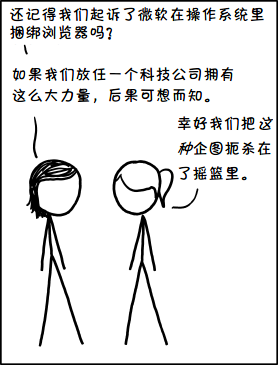 还记得我们起诉了微软在操作系统里
捆绑浏览器吗？
如果我们放任一个科技公司拥有
这么大力量，后果可想而知。
幸好我们把这
种企图扼杀在
了摇篮里。